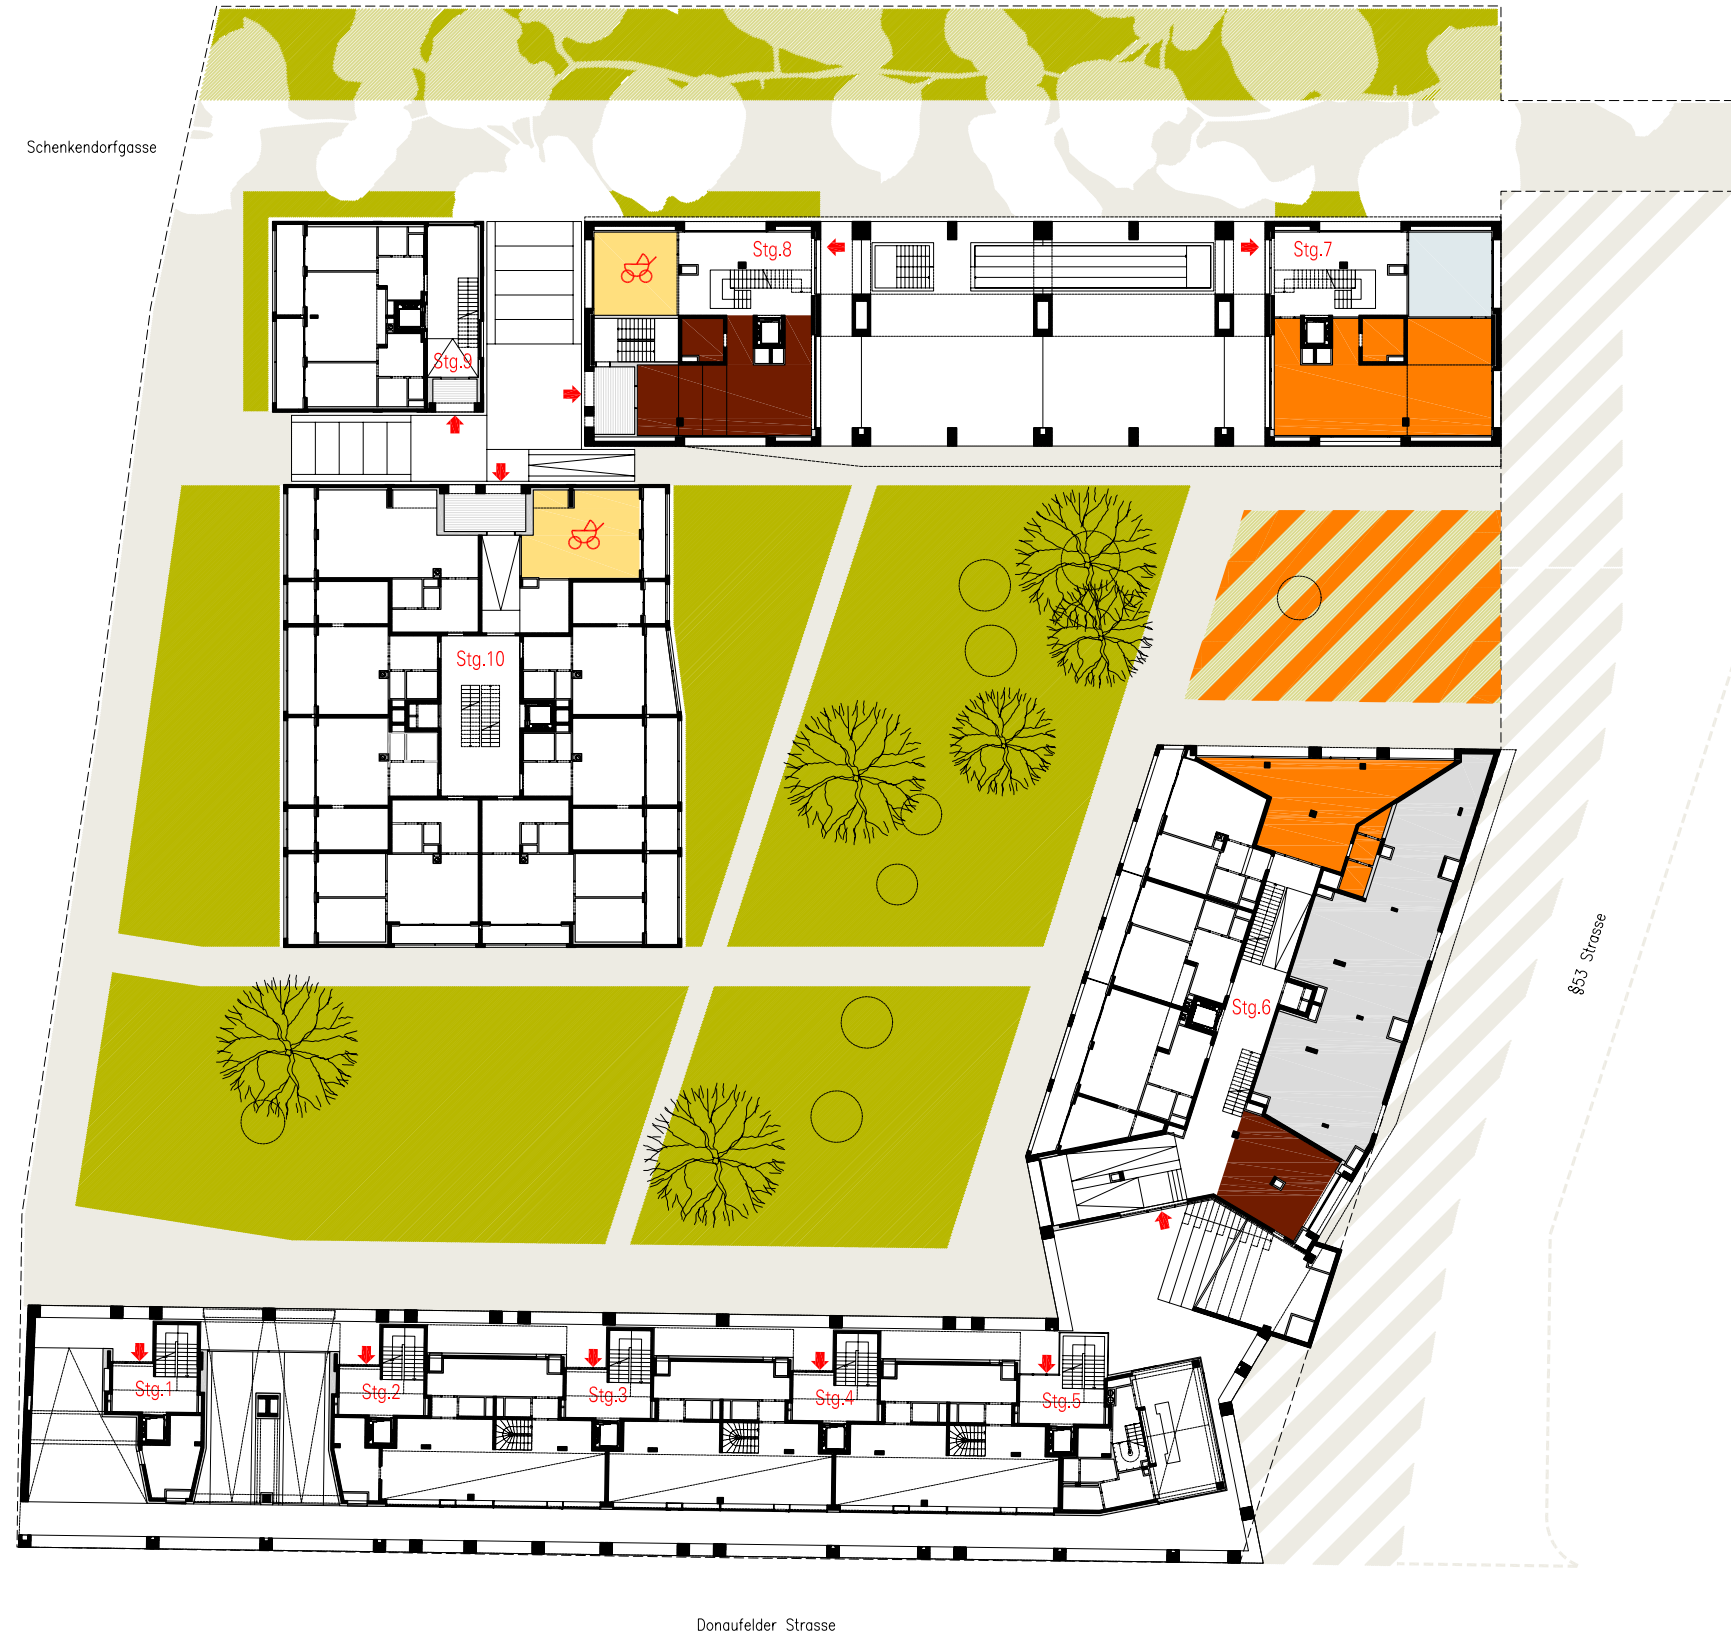 Schenkendorfgasse
Stg.8
Stg.7
Stg.9
Stg.10
§53 Strasse
Stg.6
Stg.1
Stg.2
Stg.3
Stg.4
Stg.5
Donaufelder Strasse